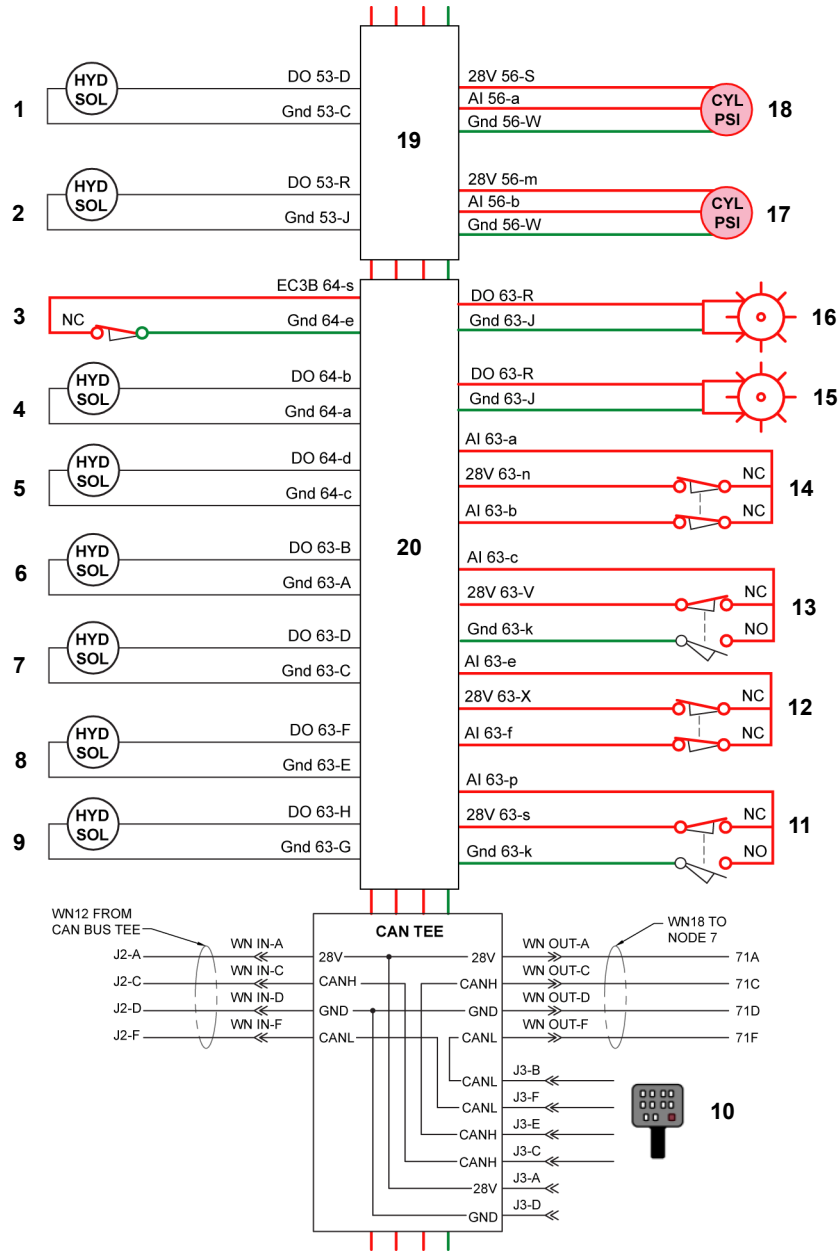 1
HYD
SOL
DO 53-D
Gnd 53-C
2
HYD
SOL
DO 53-R
Gnd 53-J
19
28V 56-S
AI 56-a
Gnd 56-W
CYL
PSI
18
28V 56-m
AI 56-b
Gnd 56-W
CYL
PSI
17
3
NC
EC3B 64-s
Gnd 64-e
4
HYD
SOL
DO 64-b
Gnd 64-a
5
HYD
SOL
DO 64-d
Gnd 64-c
6
HYD
SOL
DO 63-B
Gnd 63-A
7
HYD
SOL
DO 63-D
Gnd 63-C
8
HYD
SOL
DO 63-F
Gnd 63-E
9
HYD
SOL
DO 63-H
Gnd 63-G
20
DO 63-R
Gnd 63-J
16
DO 63-R
Gnd 63-J
15
AI 63-a
28V 63-n
NC
AI 63-b
NC
14
AI 63-c
28V 63-V
NC
Gnd 63-k
NO
13
AI 63-e
28V 63-X
NC
AI 63-f
NC
12
AI 63-p
28V 63-s
NC
Gnd 63-k
NO
11
WN12 FROM
CAN BUS TEE
CAN TEE
WN18 TO
NODE 7
J2-A
WN IN-A
28V
28V
WN OUT-A
71A
J2-C
WN IN-C
CANH
CANH
WN OUT-C
71C
J2-D
WN IN-D
GND
GND
WN OUT-D
71D
J2-F
WN IN-F
CANL
CANL
WN OUT-F
71F
CANL
J3-B
CANL
J3-F
CANH
J3-E
CANH
J3-C
28V
J3-A
GND
J3-D
10